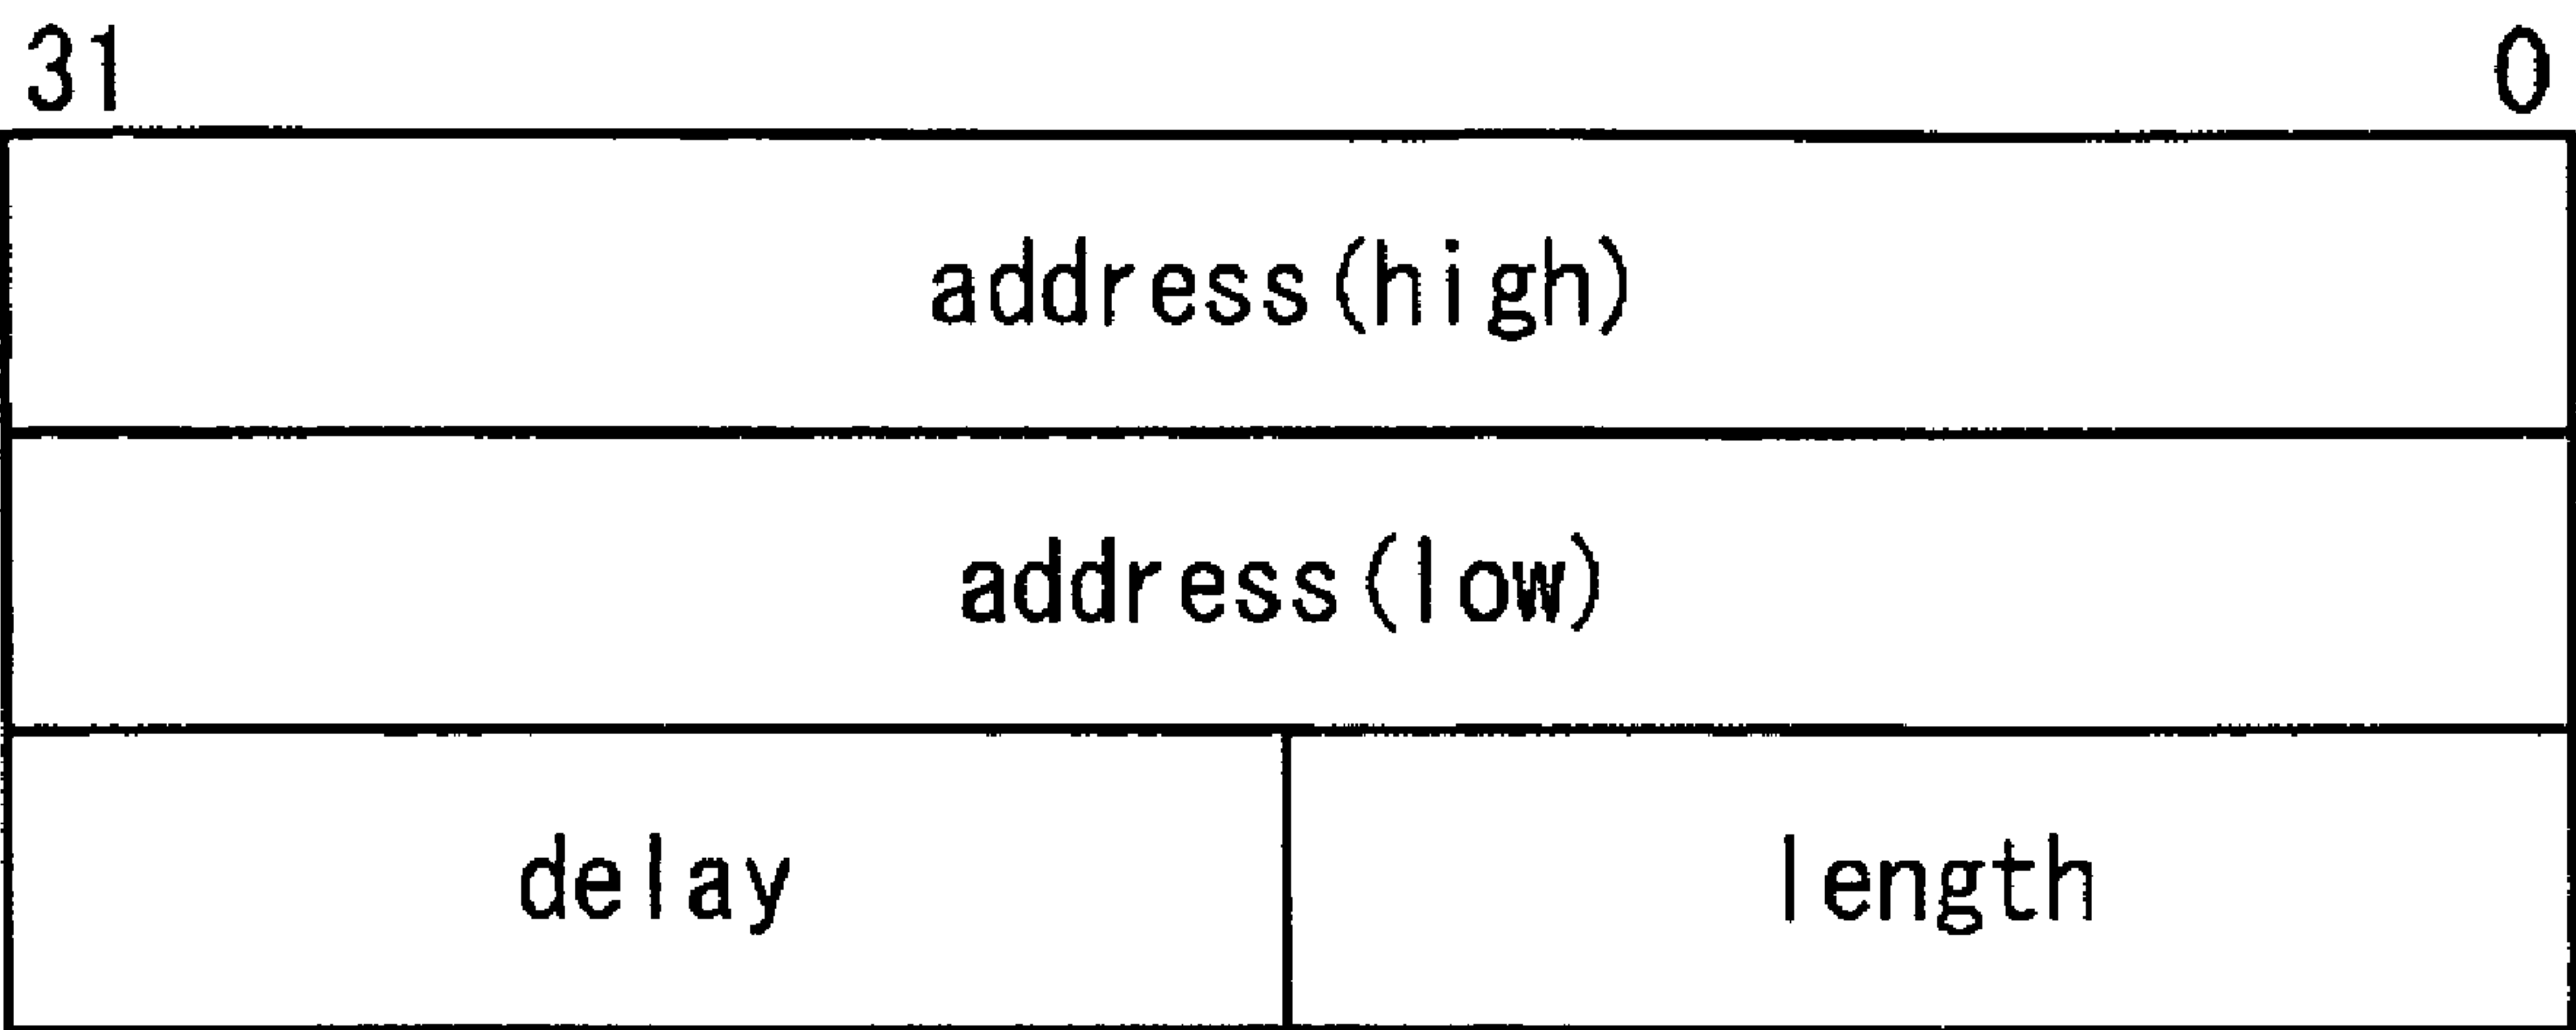 31 0
address(high)
address(low)
delay length